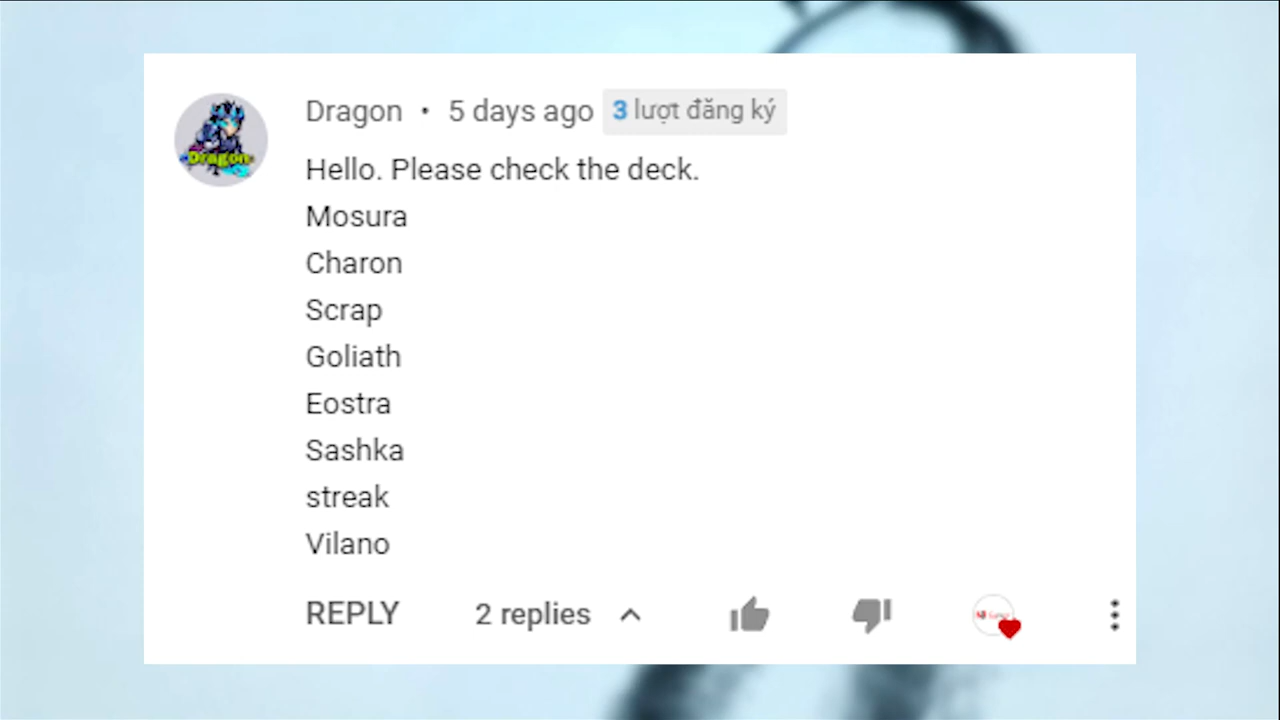 Dragon
Dragon • 5 days ago 3 lượt đăng ký
Hello. Please check the deck.
Mosura
Charon
Scrap
Goliath
Eostra
Sashka
streak
Vilano
REPLY 2 replies